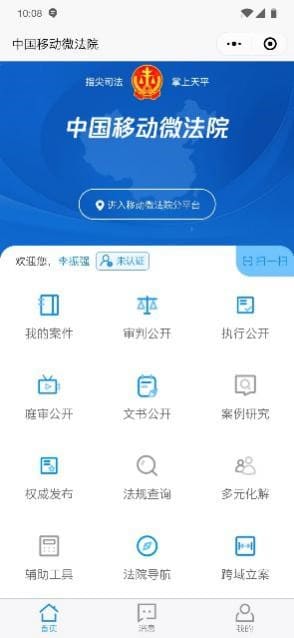 10:08
中国移动微法院
指尖司法 掌上天平
中国移动微法院
进入移动微法院分平台
欢迎您，李振强 未认证 扫一扫
我的案件 审判公开 执行公开
庭审公开 文书公开 案例研究
权威发布 法规查询 多元化解
辅助工具 法院导航 跨域立案
首页 消息 我的